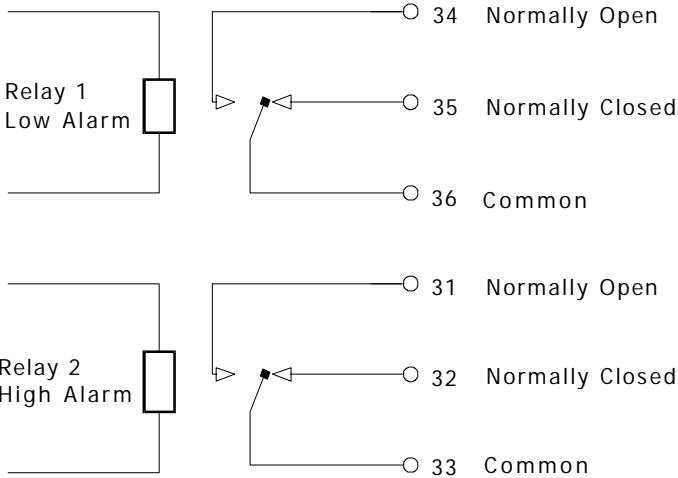 34 Normally Open
Relay 1
Low Alarm
35 Normally Closed
36 Common
31 Normally Open
Relay 2
High Alarm
32 Normally Closed
33 Common